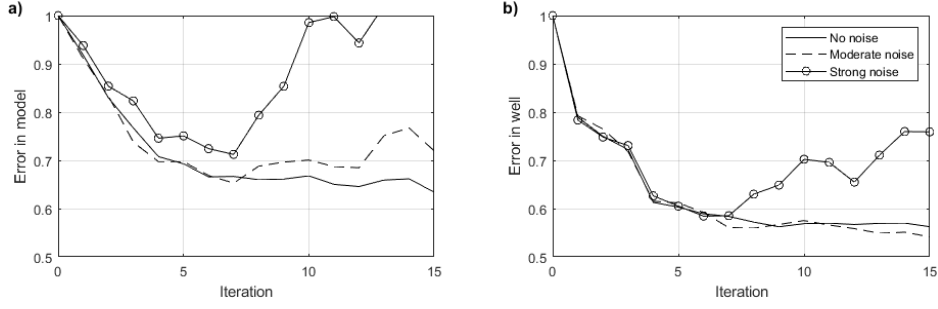 a)
1
0.9
0.8
0.7
0.6
0.5
Error in model
0 5 10 15
Iteration
b)
1
0.9
0.8
0.7
0.6
0.5
Error in well
0 5 10 15
Iteration
No noise
Moderate noise
Strong noise